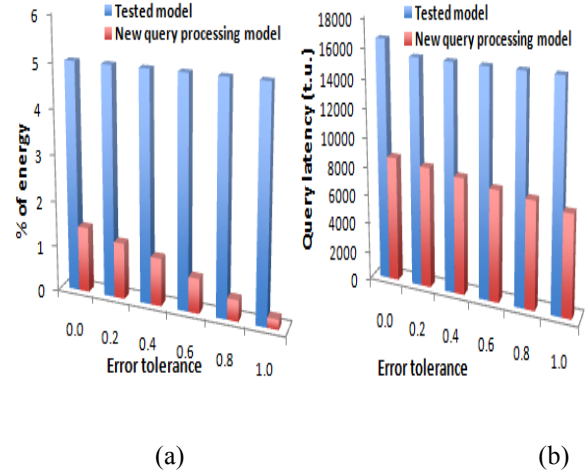 Tested model
New query processing model
% of energy
6
5
4
3
2
1
0
0.0 0.2 0.4 0.6 0.8 1.0
Error tolerance
(a)
Tested model
New query processing model
Query latency (t.u.)
18000
16000
14000
12000
10000
8000
6000
4000
2000
0
0.0 0.2 0.4 0.6 0.8 1.0
Error tolerance
(b)